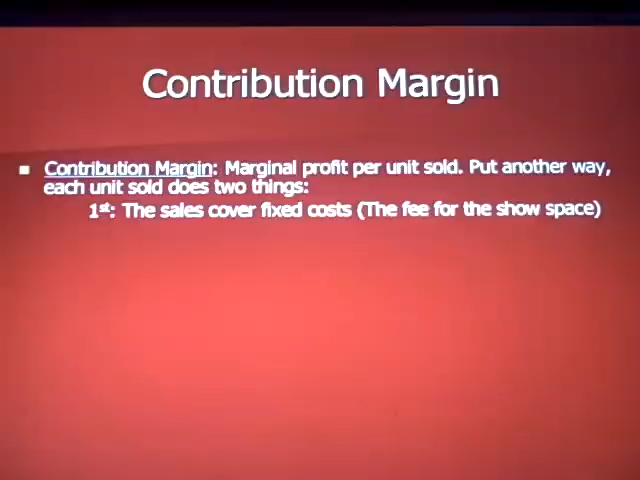 Contribution Margin
Contribution Margin: Marginal profit per unit sold. Put another way,
each unit sold does two things:
1st: The sales cover fixed costs (The fee for the show space)